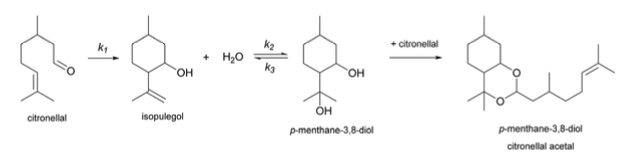 k1
k2
k3
+ H₂O
+ citronellal
O
OH
OH
OH
O
O
citronellal
isopulegol
p-menthane-3,8-diol
p-menthane-3,8-diol
citronellal acetal